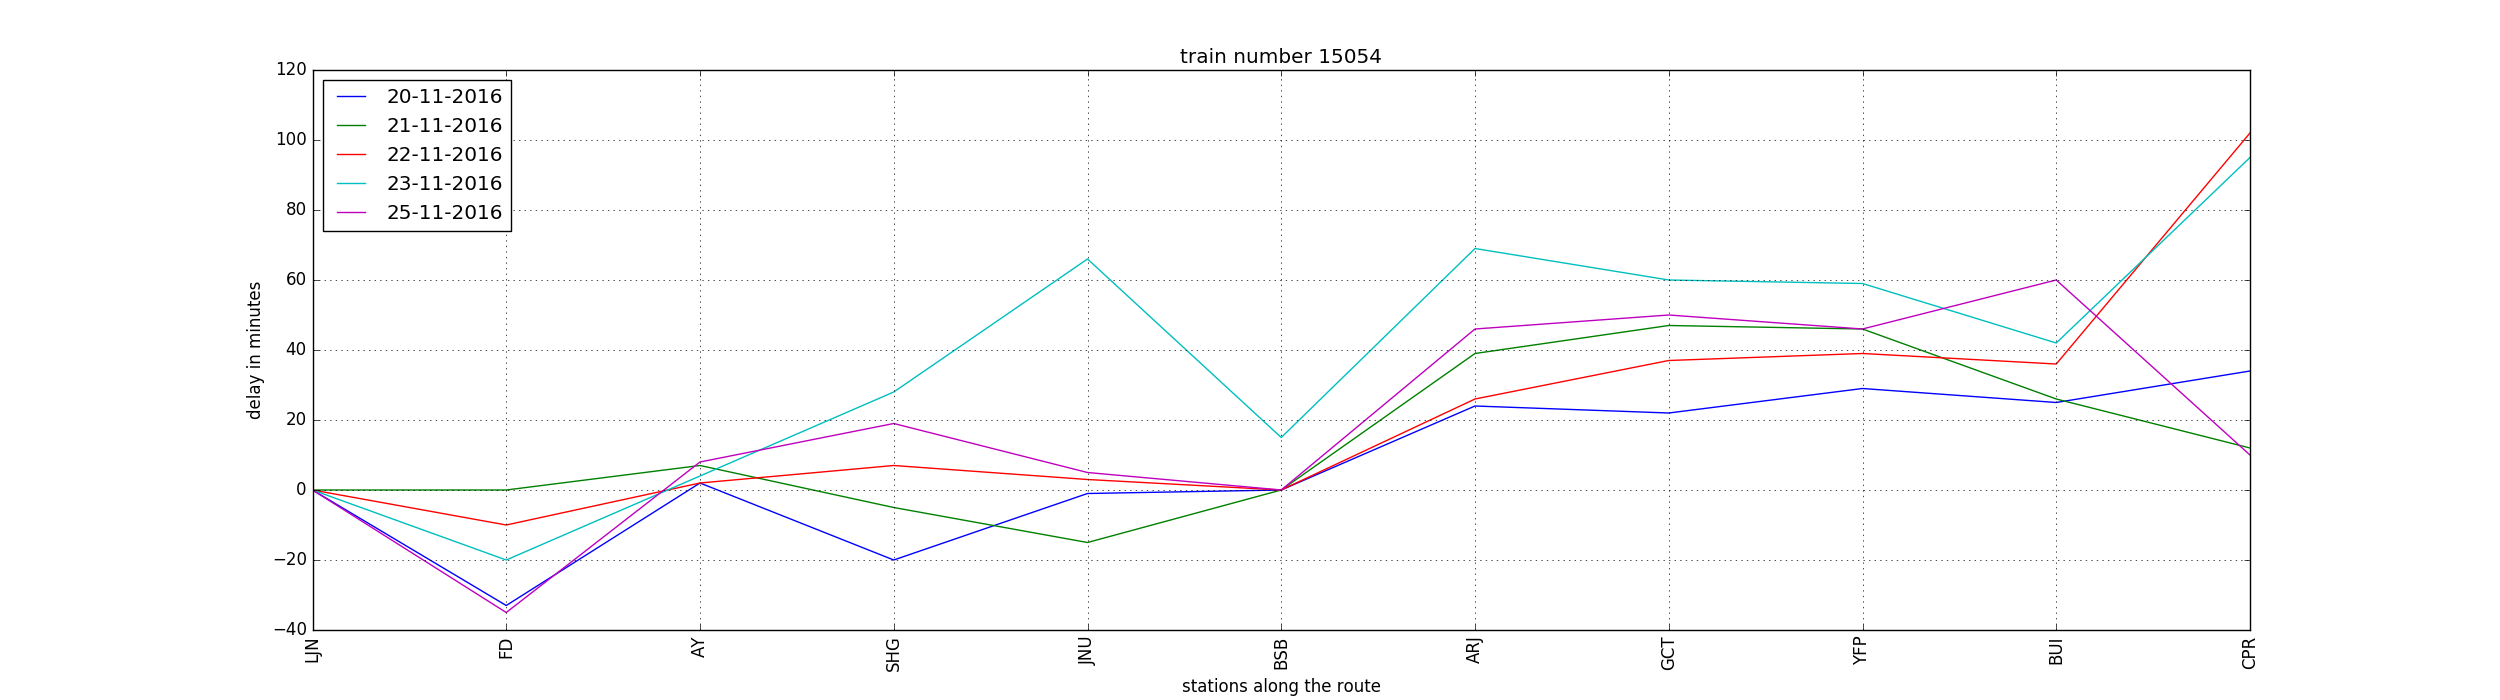 train number 15054
120
100
80
60
40
20
0
−20
−40
delay in minutes
20-11-2016
21-11-2016
22-11-2016
23-11-2016
25-11-2016
LJN
FD
AY
SHG
JNU
BSB
ARJ
GCT
YFP
BUI
CPR
stations along the route